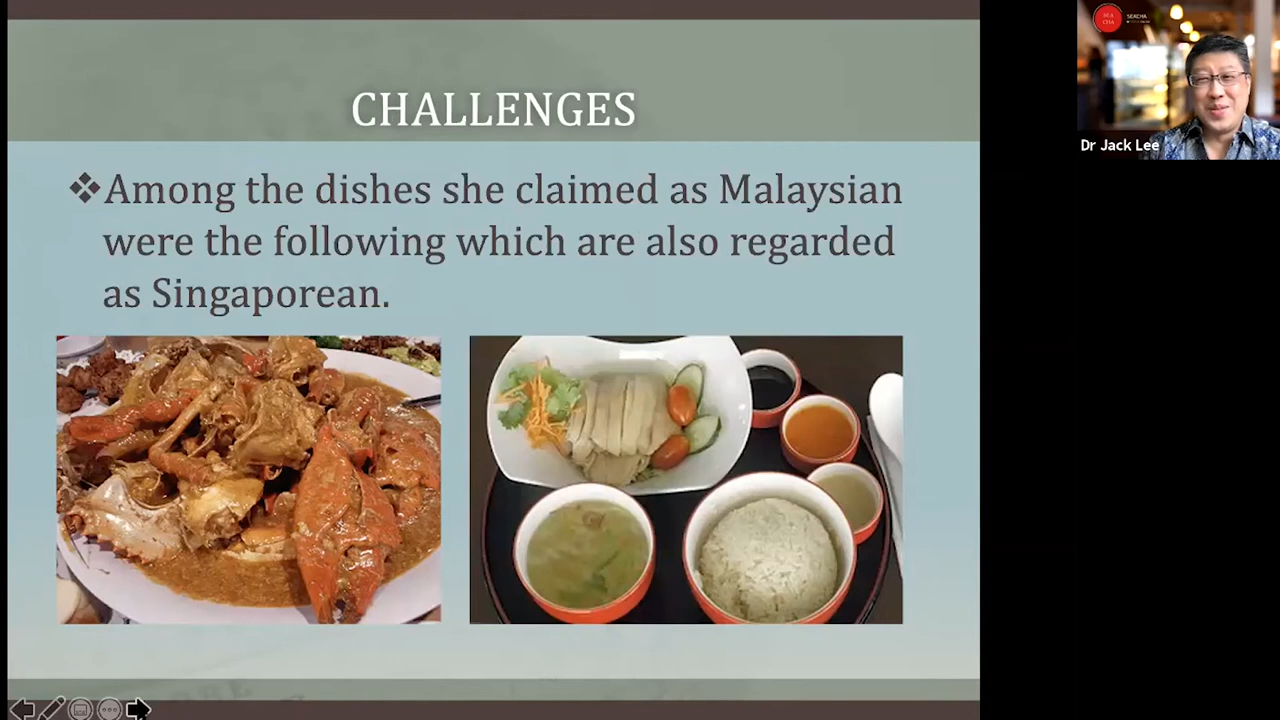 CHALLENGES
❖Among the dishes she claimed as Malaysian
were the following which are also regarded
as Singaporean.
SEACHA
Dr Jack Lee